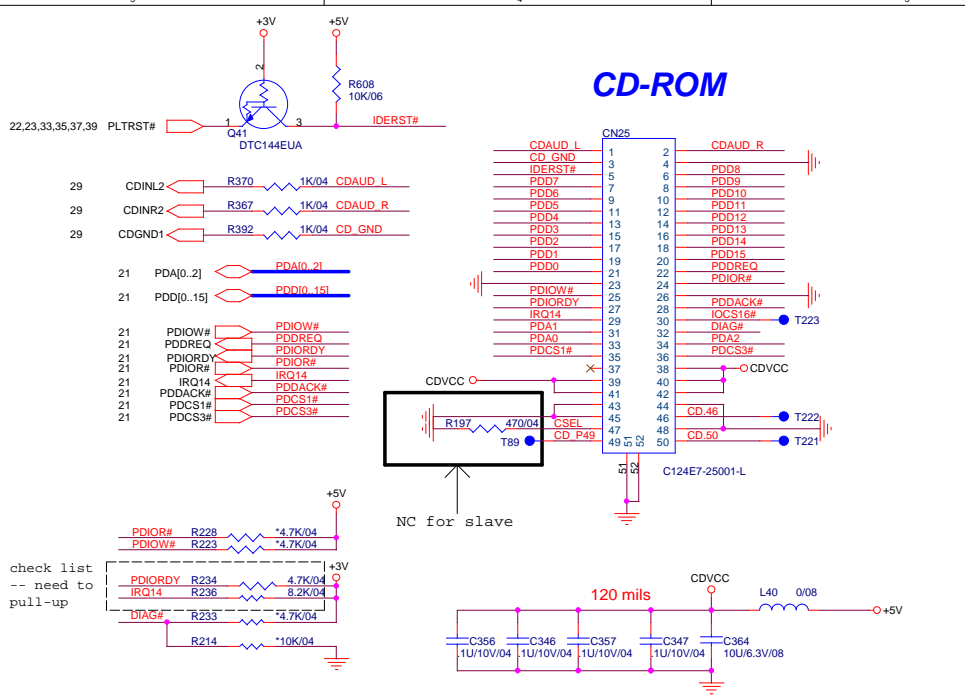 +3V
+5V
2
R608
10K/06
22,23,33,35,37,39 PLTRST#
1
3
IDERST#
Q41
DTC144EUA
CD-ROM
29 CDINL2 R370 1K/04 CDAUD_L
29 CDINR2 R367 1K/04 CDAUD_R
29 CDGND1 R392 1K/04 CD_GND
21 PDA[0..2] PDA[0..2]
21 PDD[0..15] PDD[0..15]
21 PDIOW# PDIOW#
21 PDDREQ PDDREQ
21 PDIORDY PDIORDY
21 PDIOR# PDIOR#
21 IRQ14 IRQ14
21 PDDACK# PDDACK#
21 PDCS1# PDCS1#
21 PDCS3# PDCS3#
CN25
CDAUD_L 1 2 CDAUD_R
CD_GND 3 4
IDERST# 5 6 PDD8
PDD7 7 8 PDD9
PDD6 9 10 PDD10
PDD5 11 12 PDD11
PDD4 13 14 PDD12
PDD3 15 16 PDD13
PDD2 17 18 PDD14
PDD1 19 20 PDD15
PDD0 21 22 PDDREQ
23 24 PDIOR#
PDIOW# 25 26
PDIORDY 27 28 PDDACK#
IRQ14 29 30 IOCS16# T223
PDA1 31 32 DIAG#
PDA0 33 34 PDA2
PDCS1# 35 36 PDCS3#
37 38 CDVCC
CDVCC 39 40
41 42
43 44
45 46 CD.46 T222
R197 470/04 CSEL 47 48
T89 CD_P49 49 50 CD.50 T221
51 52
51 52
C124E7-25001-L
NC for slave
+5V
PDIOR# R228 *4.7K/04
PDIOW# R223 *4.7K/04
check list
-- need to
pull-up
+3V
PDIORDY R234 4.7K/04
IRQ14 R236 8.2K/04
DIAG# R233 *4.7K/04
R214 *10K/04
CDVCC
120 mils
L40 0/08
+5V
C356 .1U/10V/04
C346 .1U/10V/04
C357 .1U/10V/04
C347 .1U/10V/04
C364 10U/6.3V/08